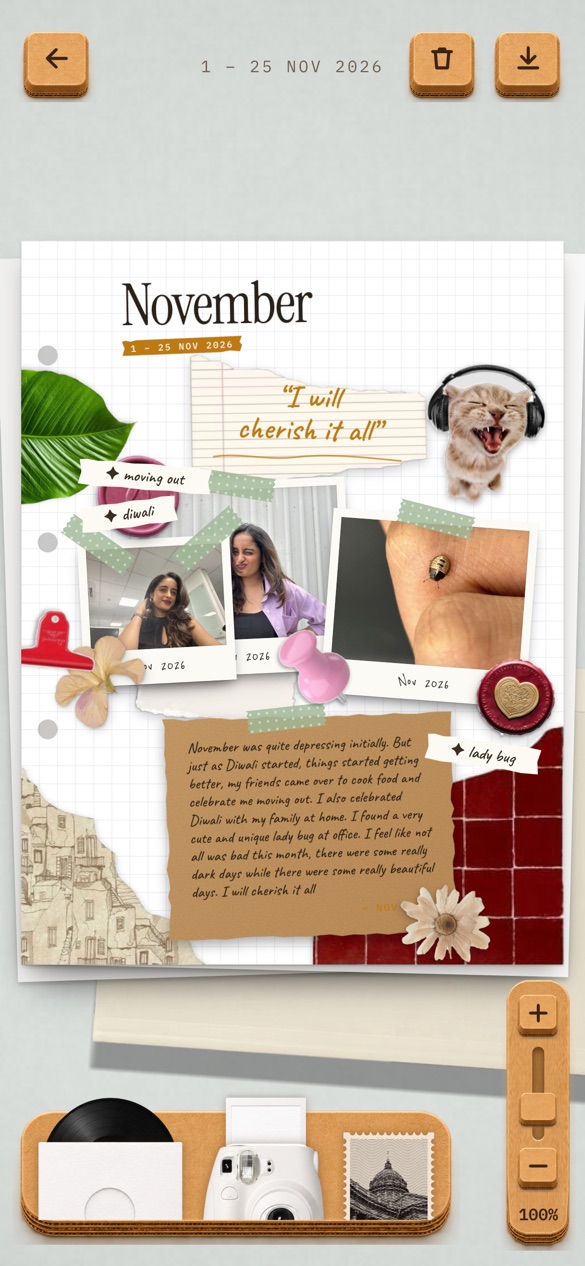 1 – 25 NOV 2026
November
1 – 25 NOV 2026
“I will
cherish it all”
moving out
diwali
2026
2026
Nov 2026
November was quite depressing initially. But
just as Diwali started, things started getting
better, my friends came over to cook food and
celebrate me moving out. I also celebrated
Diwali with my family at home. I found a very
cute and unique lady bug at office. I feel like not
all was bad this month, there were some really
dark days while there were some really beautiful
days. I will cherish it all
– NOV
lady bug
100%